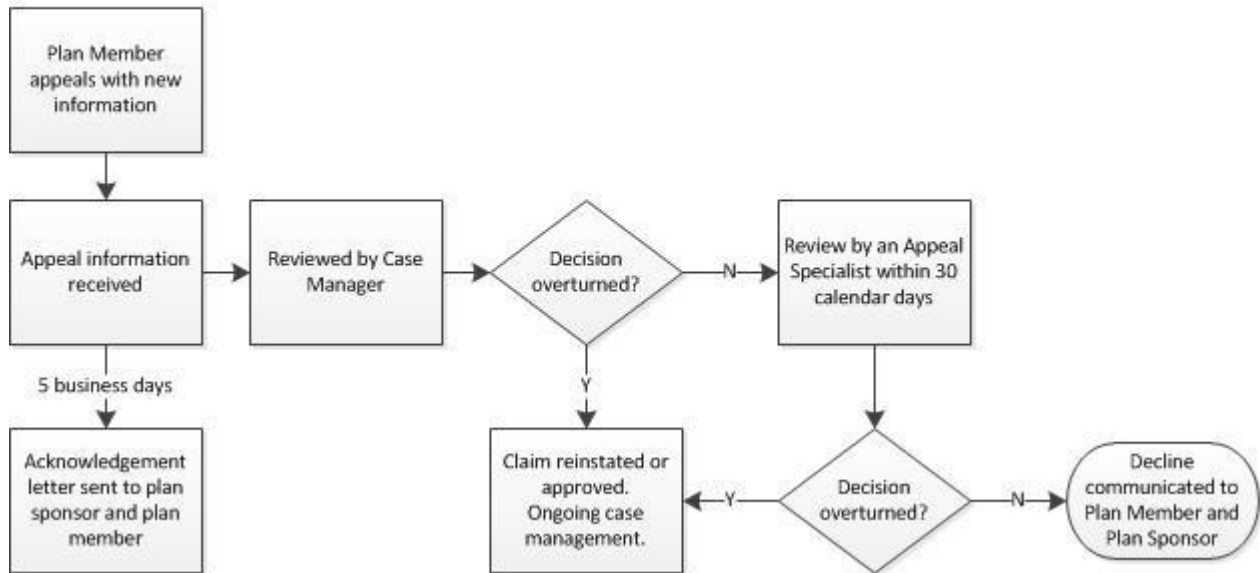 Plan Member
appeals with new
information
Appeal information
received
Reviewed by Case
Manager
Decision
overturned?
N
Review by an Appeal
Specialist within 30
calendar days
5 business days
Y
Acknowledgement
letter sent to plan
sponsor and plan
member
Claim reinstated or
approved.
Ongoing case
management.
Y
Decision
overturned?
N
Decline
communicated to
Plan Member and
Plan Sponsor